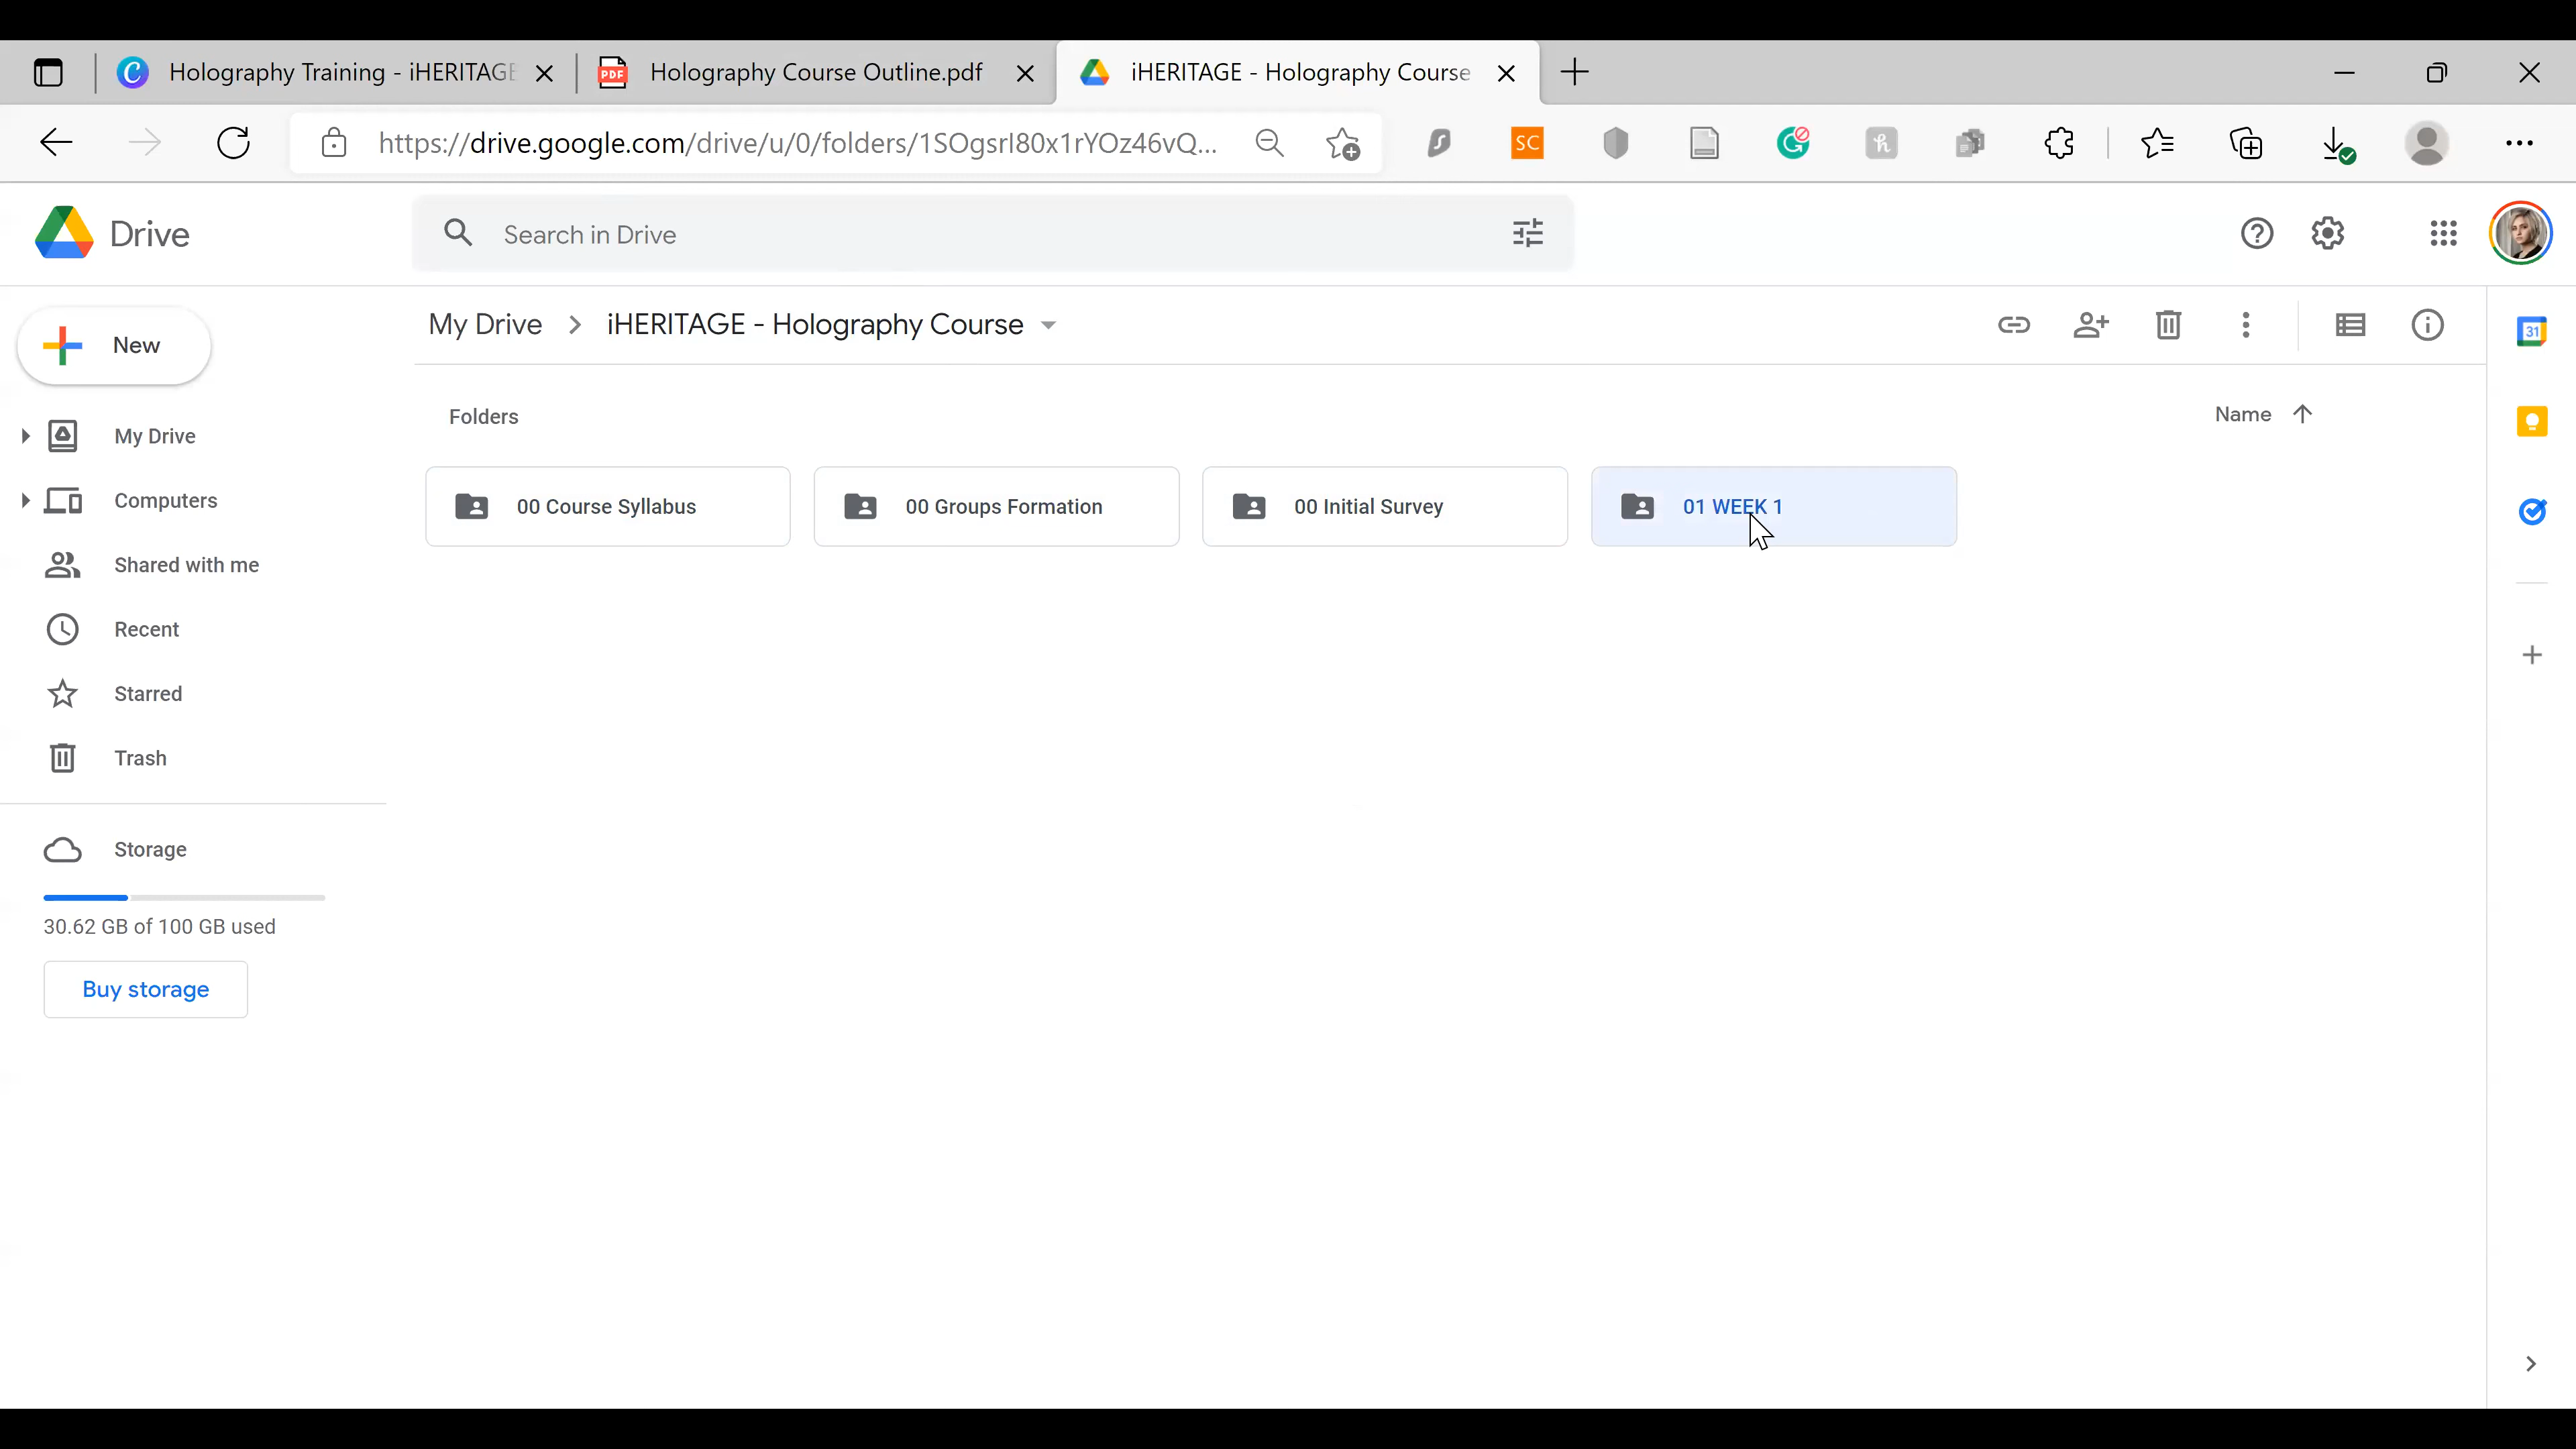 Holography Training - iHERITAGE
Holography Course Outline.pdf
iHERITAGE - Holography Course
https://drive.google.com/drive/u/0/folders/1SOgsrI80x1rYOz46vQ...
SC
Drive
Search in Drive
New
My Drive > iHERITAGE - Holography Course
31
Folders
Name
My Drive
Computers
Shared with me
Recent
Starred
Trash
00 Course Syllabus
00 Groups Formation
00 Initial Survey
01 WEEK 1
Storage
30.62 GB of 100 GB used
Buy storage